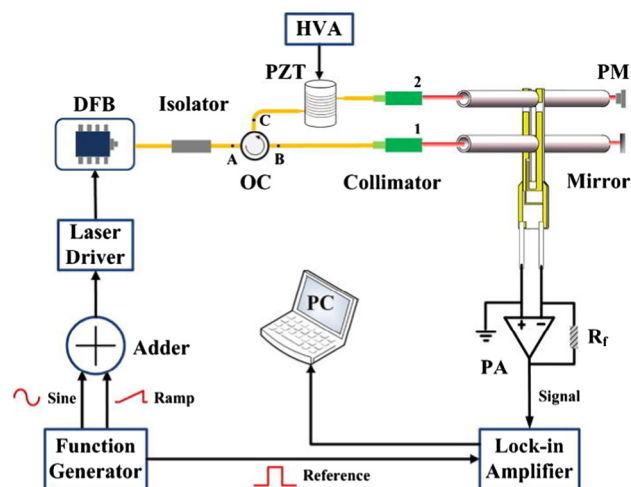 HVA
PZT
2
PM
DFB
Isolator
C
1
A
B
OC
Collimator
Mirror
Laser
Driver
PC
+ -
Rf
PA
Adder
Sine
Ramp
Signal
Function
Generator
Reference
Lock-in
Amplifier